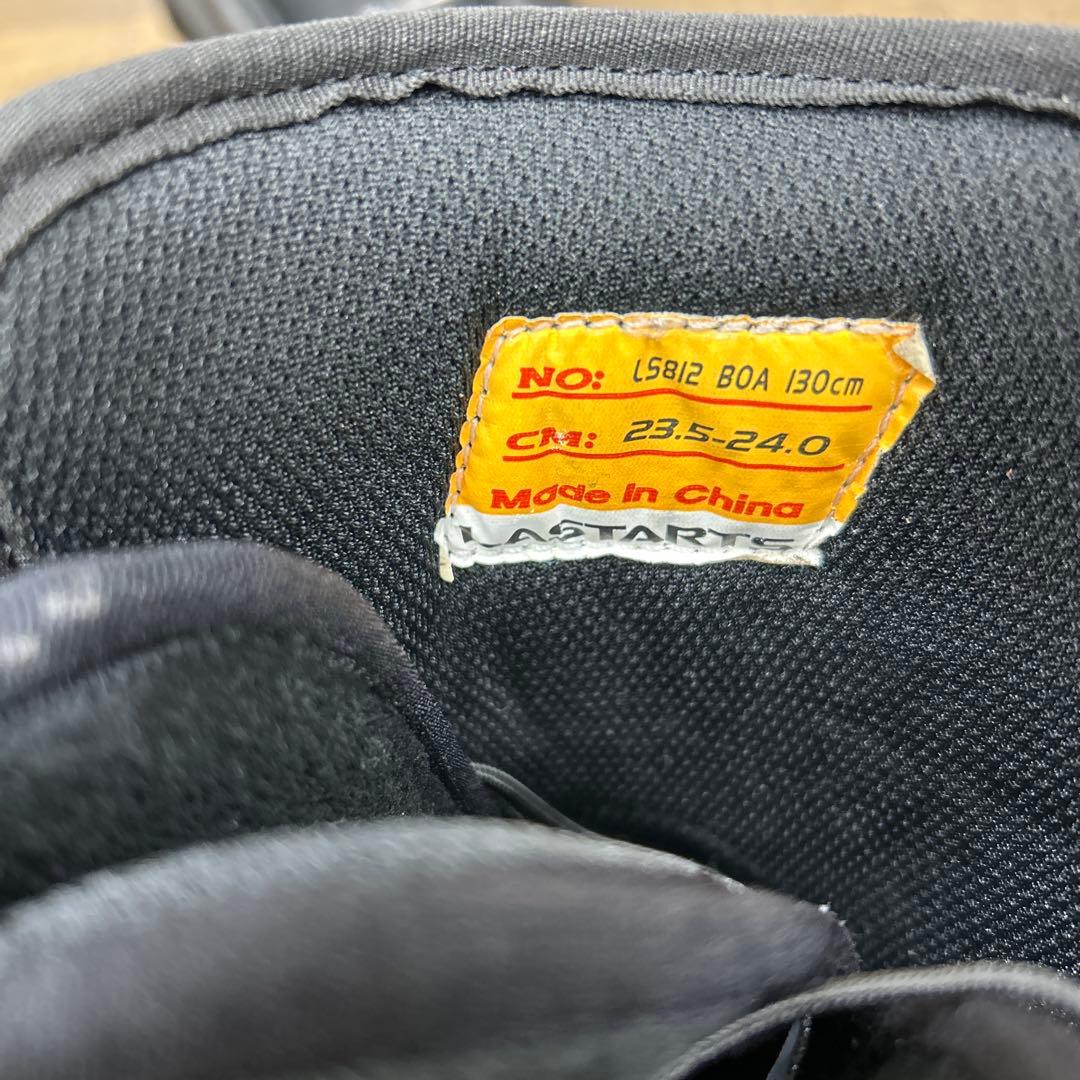 NO: LS812 BOA 130cm
CM: 23.5-24.0
Made In China
LASTARTS